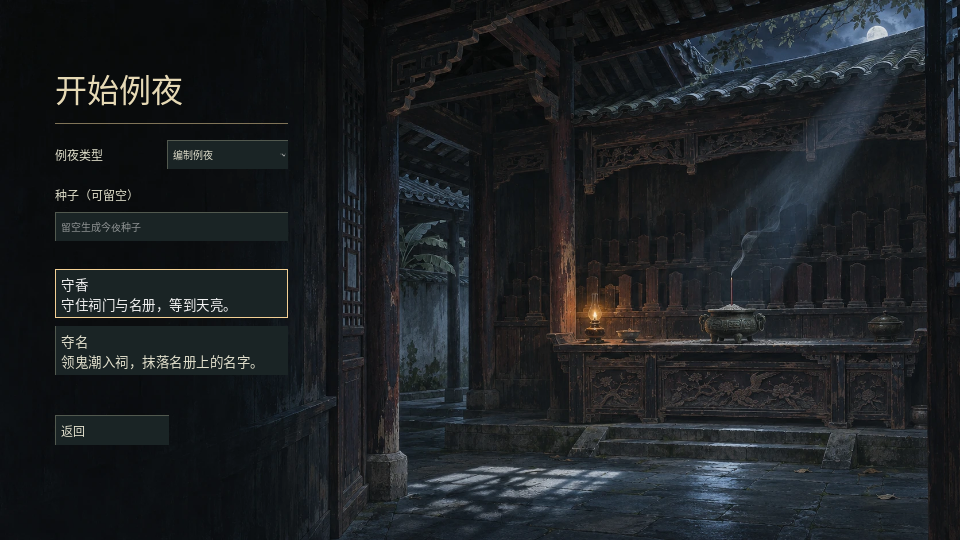 开始例夜
例夜类型
编制例夜
种子（可留空）
留空生成今夜种子
守香
守住祠门与名册，等到天亮。
夺名
领鬼潮入祠，抹落名册上的名字。
返回